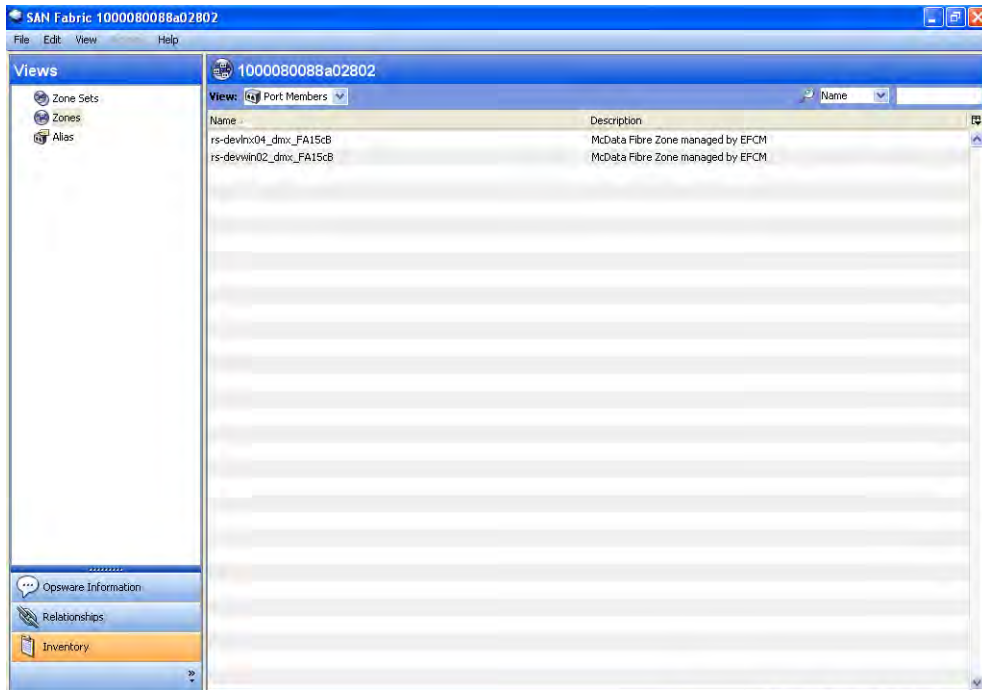 SAN Fabric 1000080088a02802
File Edit View Help
Views
Zone Sets
Zones
Alias
1000080088a02802
View: Port Members Name
Name Description
rs-devlnx04_dmx_FA15cB McData Fibre Zone managed by EFCM
rs-devwin02_dmx_FA15cB McData Fibre Zone managed by EFCM
Opsware Information
Relationships
Inventory